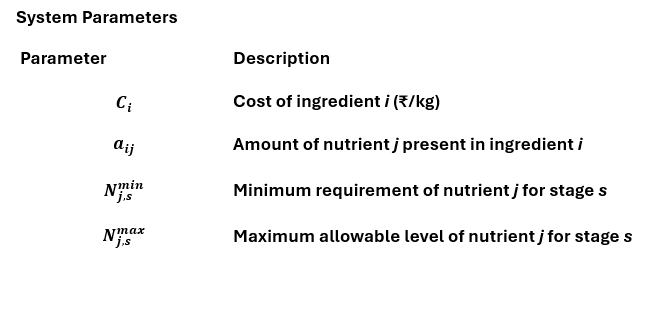 System Parameters
Parameter Description
C_i Cost of ingredient i (₹/kg)
a_{ij} Amount of nutrient j present in ingredient i
N_{j,s}^{min} Minimum requirement of nutrient j for stage s
N_{j,s}^{max} Maximum allowable level of nutrient j for stage s